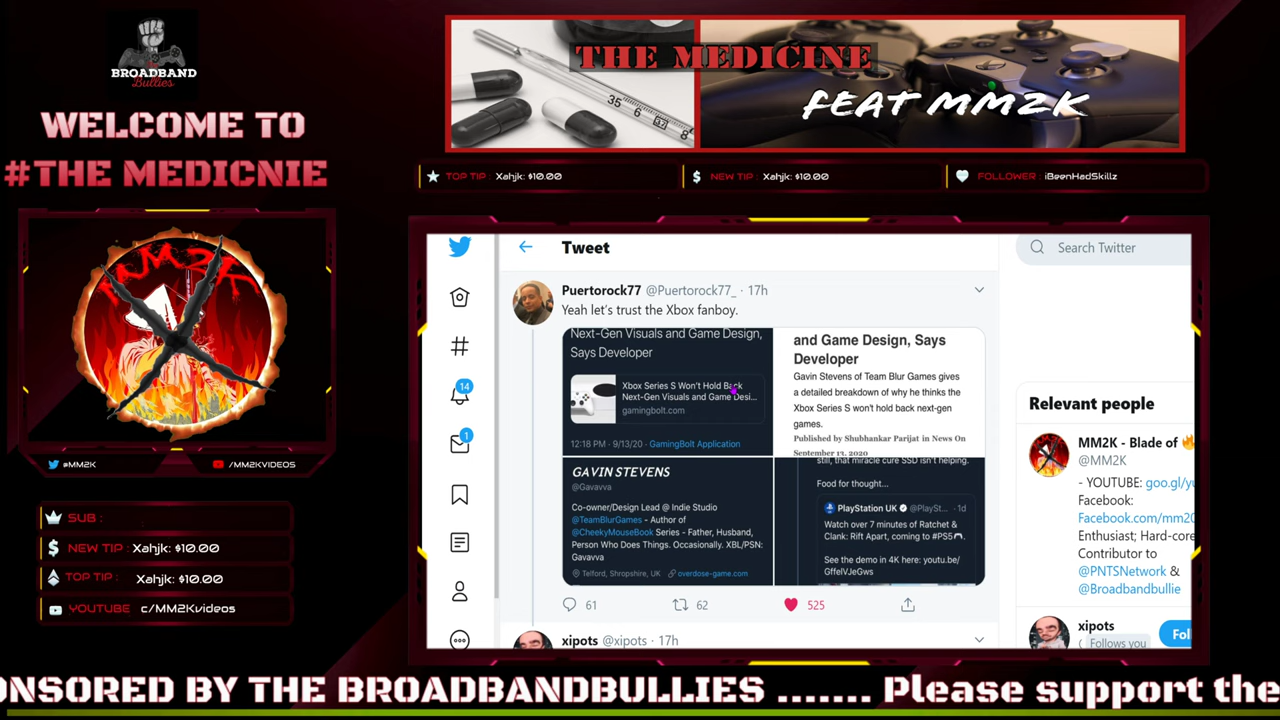 BROADBAND
Bullies
WELCOME TO
#THE MEDICNIE
MM2K
@MM2K
/MM2KVIDEOS
SUB :
NEW TIP : Xahjk: $10.00
TOP TIP : Xahjk: $10.00
YOUTUBE c/MM2Kvideos
THE MEDICINE
FEAT MM2K
35
6
37
8
TOP TIP : Xahjk: $10.00
NEW TIP : Xahjk: $10.00
FOLLOWER : iBeenHadSkillz
Tweet
Search Twitter
14
1
Puertorock77 @Puertorock77_ · 17h
Yeah let's trust the Xbox fanboy.
Next-Gen Visuals and Game Design,
Says Developer
Xbox Series S Won't Hold Back
Next-Gen Visuals and Game Desi...
gamingbolt.com
12:18 PM · 9/13/20 · GamingBolt Application
and Game Design, Says
Developer
Gavin Stevens of Team Blur Games gives
a detailed breakdown of why he thinks the
Xbox Series S won't hold back next-gen
games.
Published by Shubhankar Parijat in News On
September 13, 2020
GAVIN STEVENS
@Gavavva
Co-owner/Design Lead @ Indie Studio
@TeamBlurGames - Author of
@CheekyMouseBook Series - Father, Husband,
Person Who Does Things. Occasionally. XBL/PSN:
Gavavva
Telford, Shropshire, UK overdose-game.com
still, that miracle cure SSD isn't helping.
Food for thought...
PlayStation UK @PlaySt... · 1d
Watch over 7 minutes of Ratchet &
Clank: Rift Apart, coming to #PS5
See the demo in 4K here: youtu.be/
GffelVJeGws
61 62 525
xipots @xipots · 17h
Relevant people
MM2K - Blade of
@MM2K
- YOUTUBE: goo.gl/yu
Facebook:
Facebook.com/mm20
Enthusiast; Hard-core
Contributor to
@PNTSNetwork &
@Broadbandbullie
xipots
Follows you
Fol
ONSORED BY THE BROADBANDBULLIES ....... Please support the